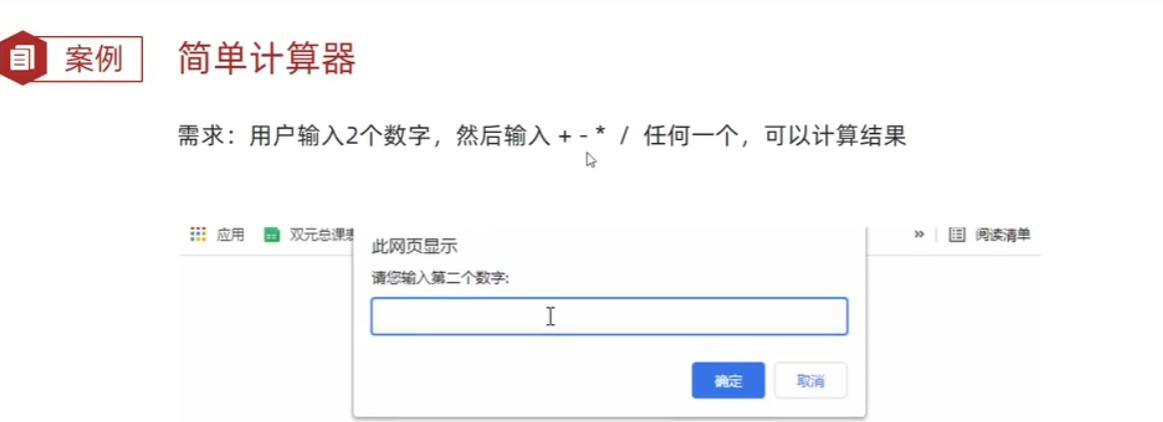 案例
简单计算器
需求：用户输入2个数字，然后输入 + - * / 任何一个，可以计算结果
应用 双元总课表 » 阅读清单
此网页显示
请您输入第二个数字:
确定 取消